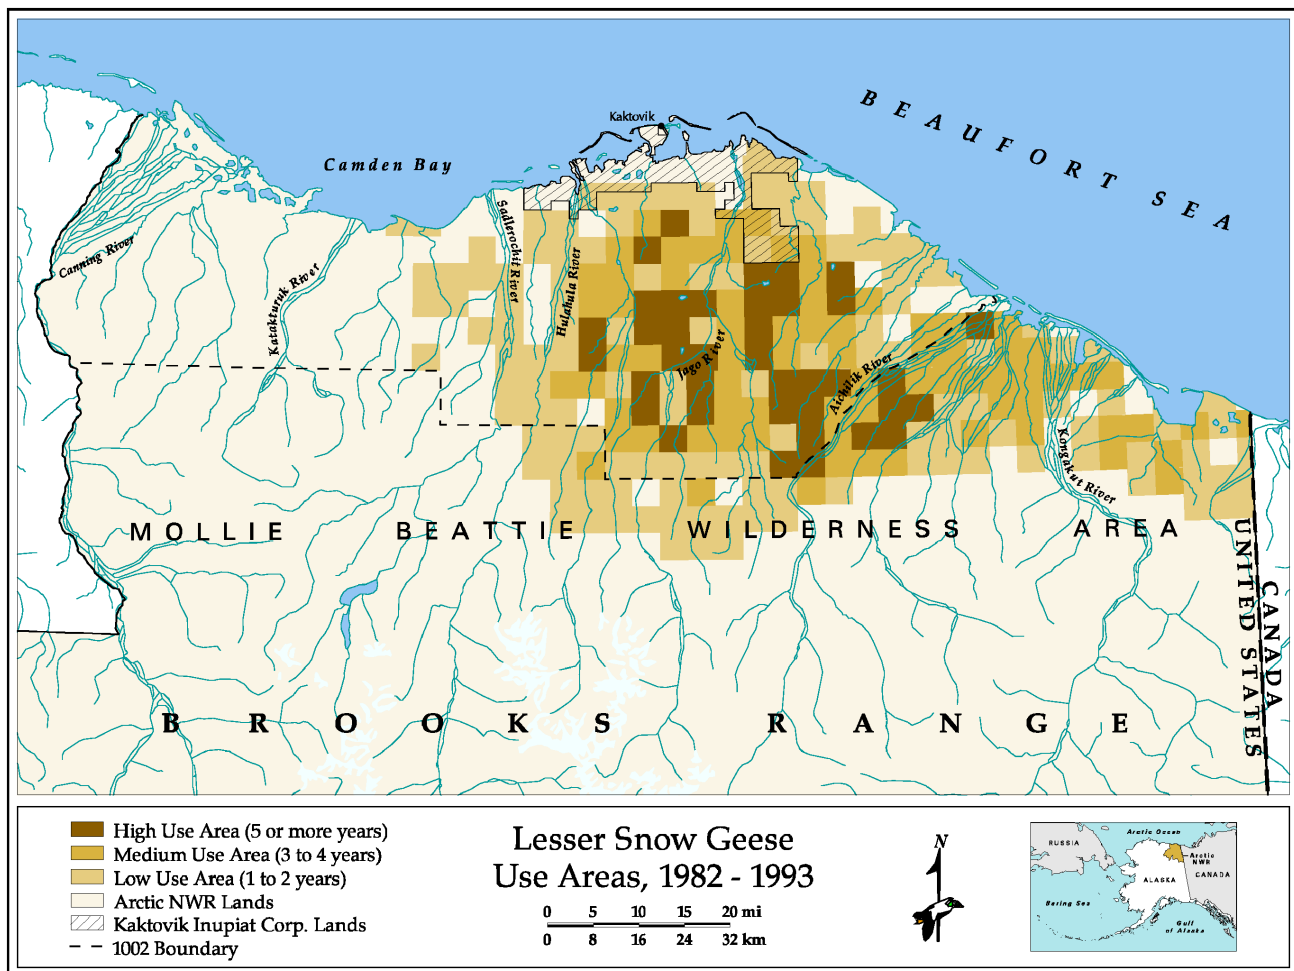 BEAUFORT SEA
Kaktovik
Camden Bay
Canning River
Katakturuk River
Sadlerochit River
Hulahula River
Jago River
Aichilik River
Kongakut River
MOLLIE BEATTIE WILDERNESS AREA
BROOKS RANGE
UNITED STATES
CANADA
High Use Area (5 or more years)
Medium Use Area (3 to 4 years)
Low Use Area (1 to 2 years)
Arctic NWR Lands
Kaktovik Inupiat Corp. Lands
1002 Boundary
Lesser Snow Geese
Use Areas, 1982 - 1993
0 5 10 15 20 mi
0 8 16 24 32 km
N
Arctic Ocean
RUSSIA
Arctic
NWR
CANADA
ALASKA
Bering Sea
Gulf
of Alaska